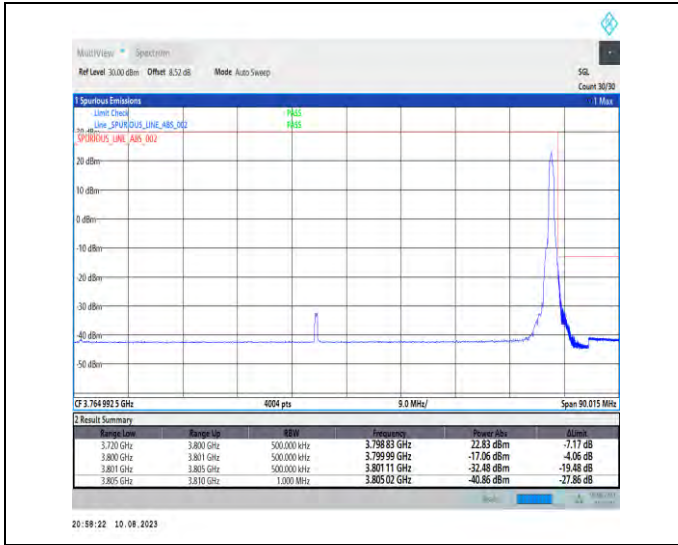 MultiView Spectrum
Ref Level 30.00 dBm Offset 8.52 dB Mode Auto Sweep SGL
Count 30/30
1 Spurious Emissions 1 Max
Limit Check PASS
Line _SPURIOUS_LINE_ABS_002 PASS
_SPURIOUS_LINE_ABS_002
20 dBm
10 dBm
0 dBm
-10 dBm
-20 dBm
-30 dBm
-40 dBm
-50 dBm
CF 3.764 992 5 GHz 4004 pts 9.0 MHz/ Span 90.015 MHz
2 Result Summary
Range Low Range Up RBW Frequency Power Abs ΔLimit
3.720 GHz 3.800 GHz 500.000 kHz 3.798 83 GHz 22.83 dBm -7.17 dB
3.800 GHz 3.801 GHz 500.000 kHz 3.799 99 GHz -17.06 dBm -4.06 dB
3.801 GHz 3.805 GHz 500.000 kHz 3.801 11 GHz -32.48 dBm -19.48 dB
3.805 GHz 3.810 GHz 1.000 MHz 3.805 02 GHz -40.86 dBm -27.86 dB
20:58:22 10.08.2023